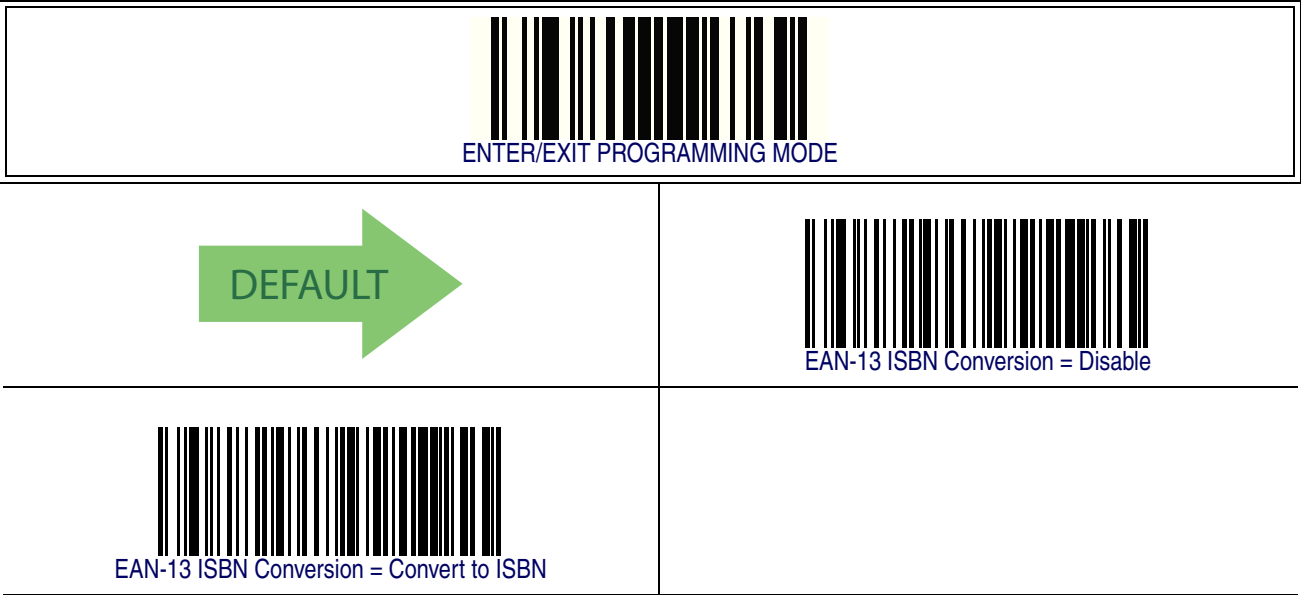 ENTER/EXIT PROGRAMMING MODE
DEFAULT
EAN-13 ISBN Conversion = Disable
EAN-13 ISBN Conversion = Convert to ISBN